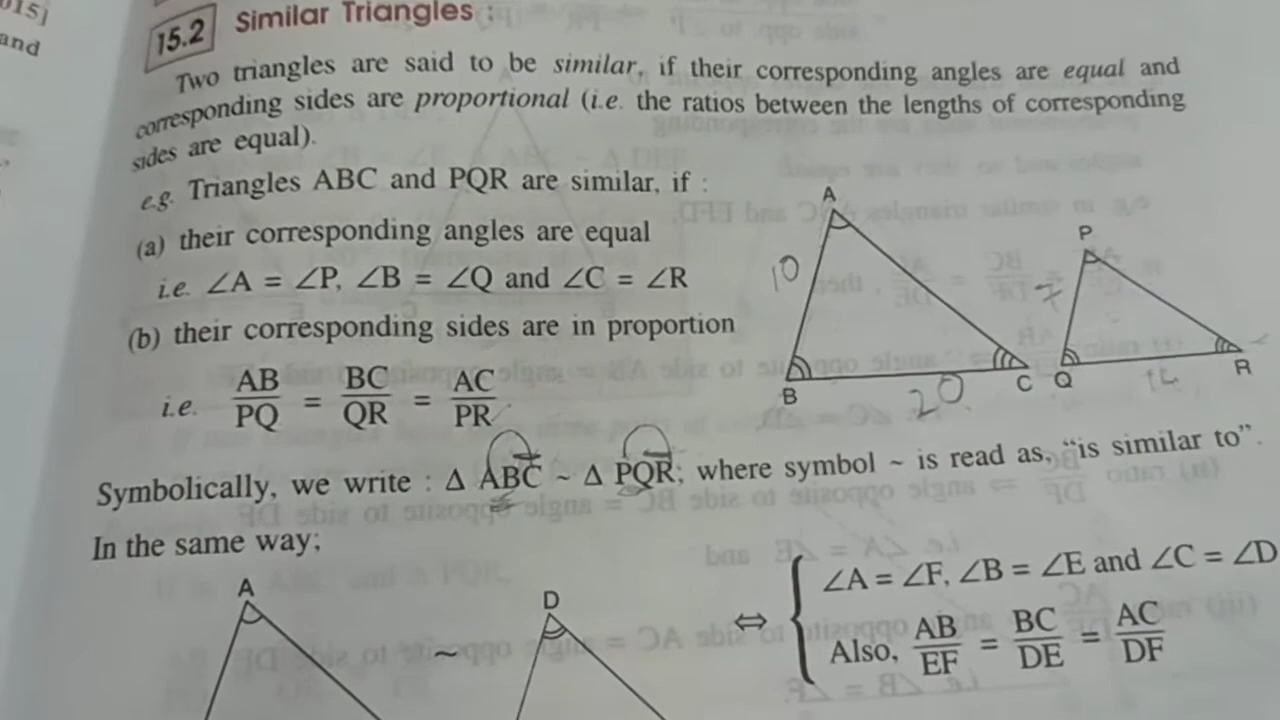 015]
and
15.2 Similar Triangles :
Two triangles are said to be similar, if their corresponding angles are equal and
corresponding sides are proportional (i.e. the ratios between the lengths of corresponding
sides are equal).
e.g. Triangles ABC and PQR are similar, if :
(a) their corresponding angles are equal
i.e. ∠A = ∠P, ∠B = ∠Q and ∠C = ∠R
(b) their corresponding sides are in proportion
i.e. AB/PQ = BC/QR = AC/PR
A
P
10
7
B
20
C
Q
14
R
Symbolically, we write : Δ ABC ~ Δ PQR; where symbol ~ is read as, “is similar to”.
In the same way;
A
~
D
⇔ { ∠A = ∠F, ∠B = ∠E and ∠C = ∠D
Also, AB/EF = BC/DE = AC/DF